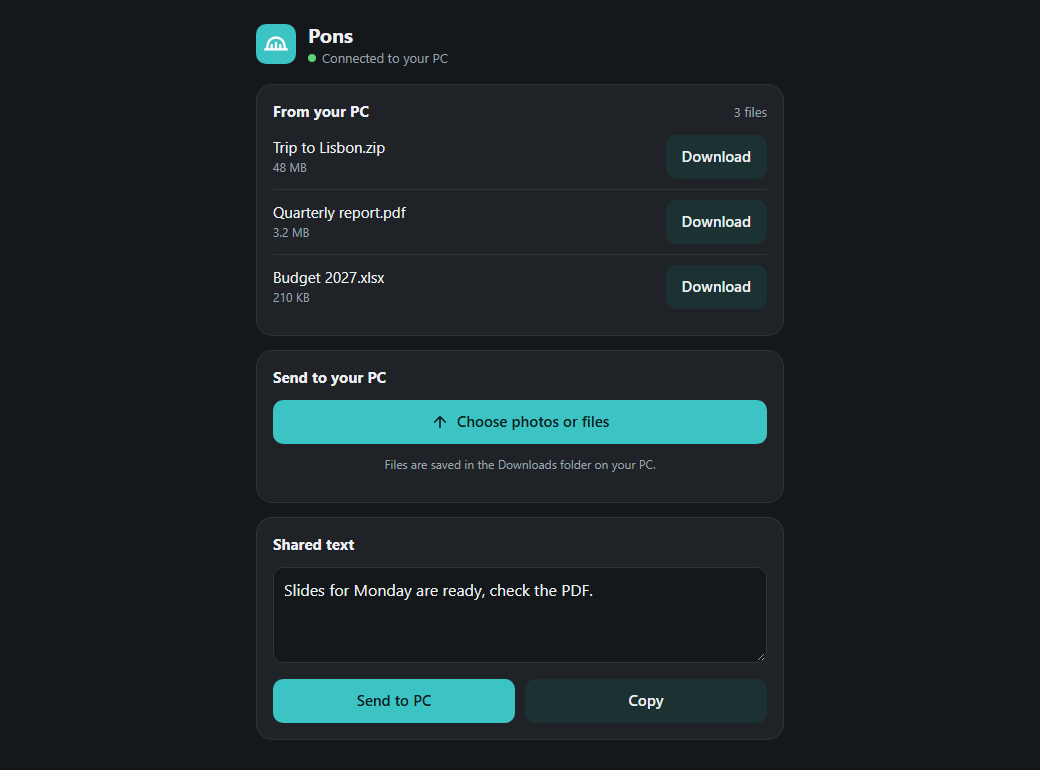 Pons
Connected to your PC
From your PC
3 files
Trip to Lisbon.zip
48 MB
Download
Quarterly report.pdf
3.2 MB
Download
Budget 2027.xlsx
210 KB
Download
Send to your PC
Choose photos or files
Files are saved in the Downloads folder on your PC.
Shared text
Slides for Monday are ready, check the PDF.
Send to PC
Copy